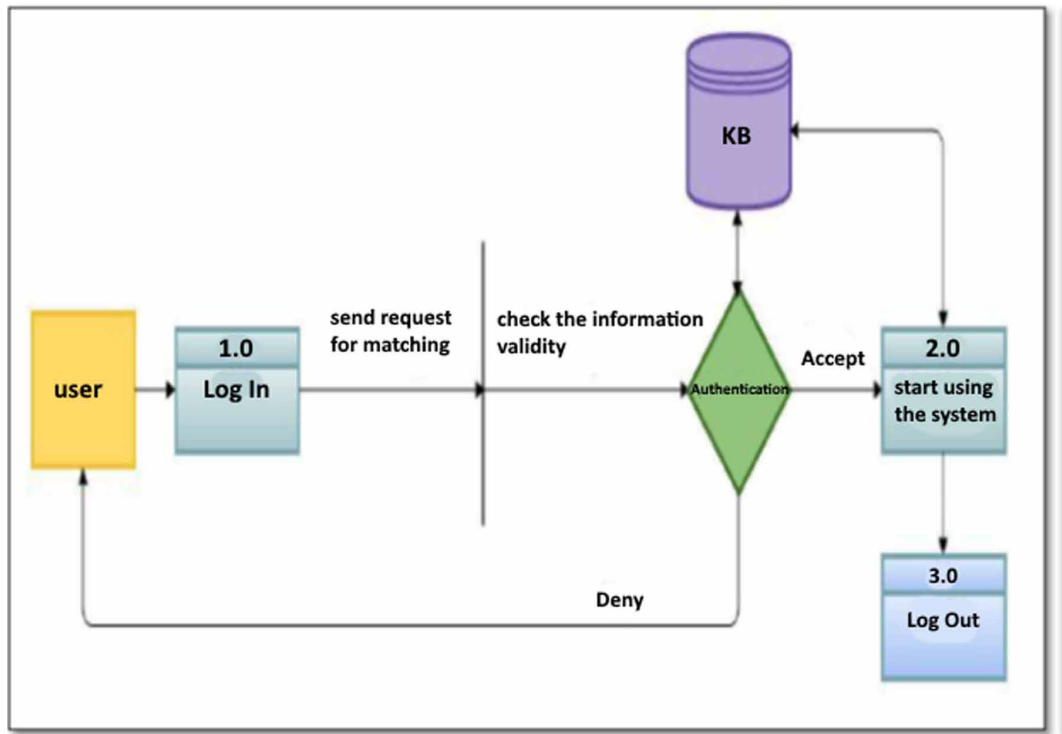 KB
send request
for matching
check the information
validity
Accept
user
1.0
Log In
Authentication
2.0
start using
the system
Deny
3.0
Log Out